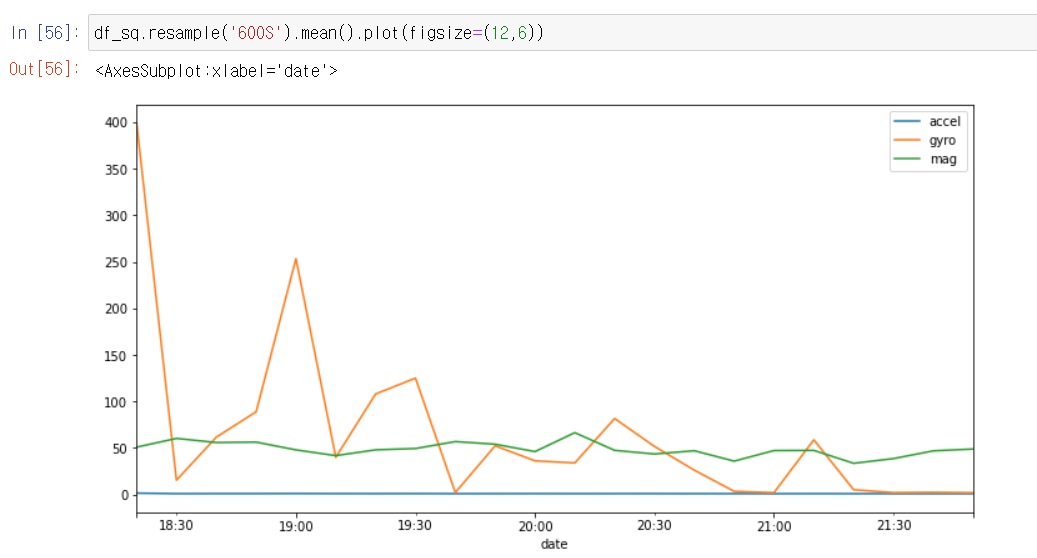 In [56]: df_sq.resample('600S').mean().plot(figsize=(12,6))
Out[56]: <AxesSubplot:xlabel='date'>
accel
gyro
mag
400
350
300
250
200
150
100
50
0
18:30 19:00 19:30 20:00 20:30 21:00 21:30
date